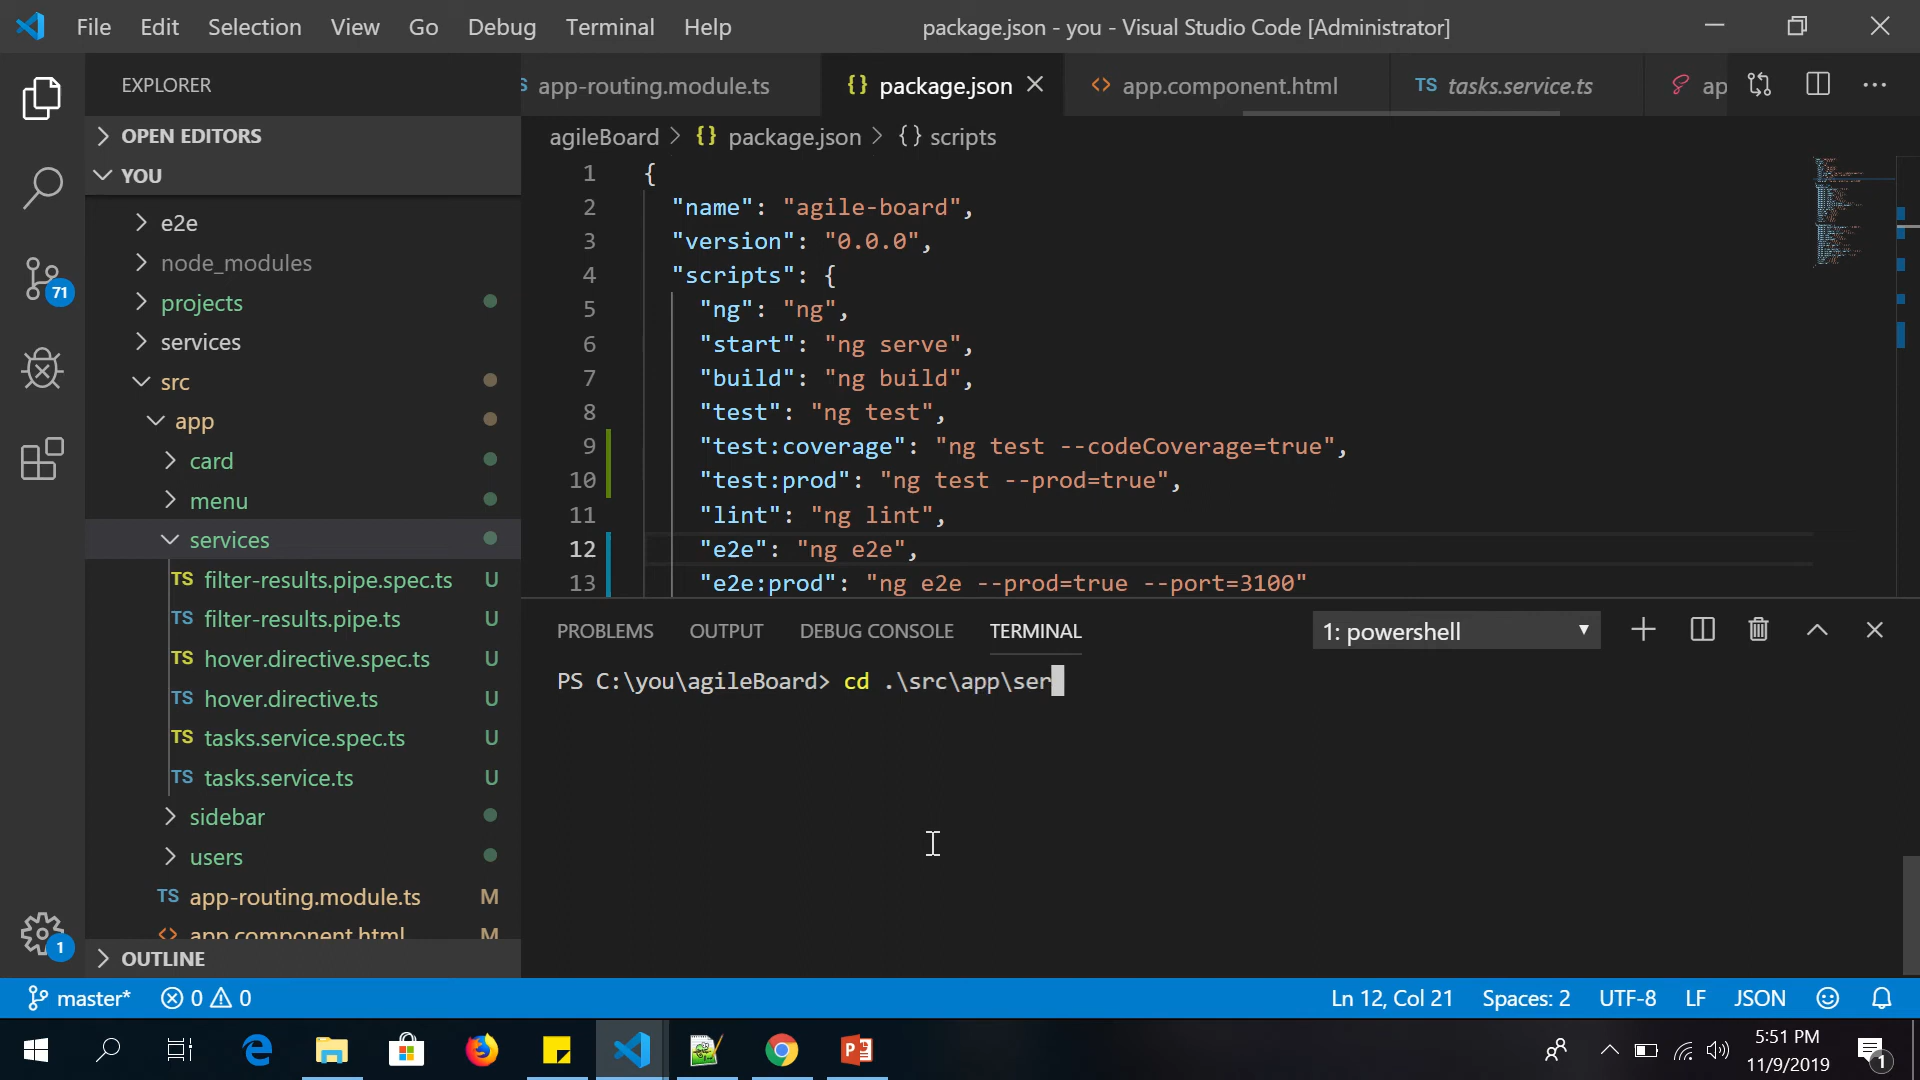 File Edit Selection View Go Debug Terminal Help package.json - you - Visual Studio Code [Administrator]
EXPLORER
app-routing.module.ts {} package.json <> app.component.html TS tasks.service.ts ap
OPEN EDITORS
agileBoard > {} package.json > {} scripts
YOU
e2e
node_modules
projects
services
src
app
card
menu
services
TS filter-results.pipe.spec.ts U
TS filter-results.pipe.ts U
TS hover.directive.spec.ts U
TS hover.directive.ts U
TS tasks.service.spec.ts U
TS tasks.service.ts U
sidebar
users
TS app-routing.module.ts M
<> app.component.html M
OUTLINE
71
1
1 {
2 "name": "agile-board",
3 "version": "0.0.0",
4 "scripts": {
5 "ng": "ng",
6 "start": "ng serve",
7 "build": "ng build",
8 "test": "ng test",
9 "test:coverage": "ng test --codeCoverage=true",
10 "test:prod": "ng test --prod=true",
11 "lint": "ng lint",
12 "e2e": "ng e2e",
13 "e2e:prod": "ng e2e --prod=true --port=3100"
PROBLEMS OUTPUT DEBUG CONSOLE TERMINAL 1: powershell
PS C:\you\agileBoard> cd .\src\app\ser
master* 0 0 Ln 12, Col 21 Spaces: 2 UTF-8 LF JSON
5:51 PM
11/9/2019
1